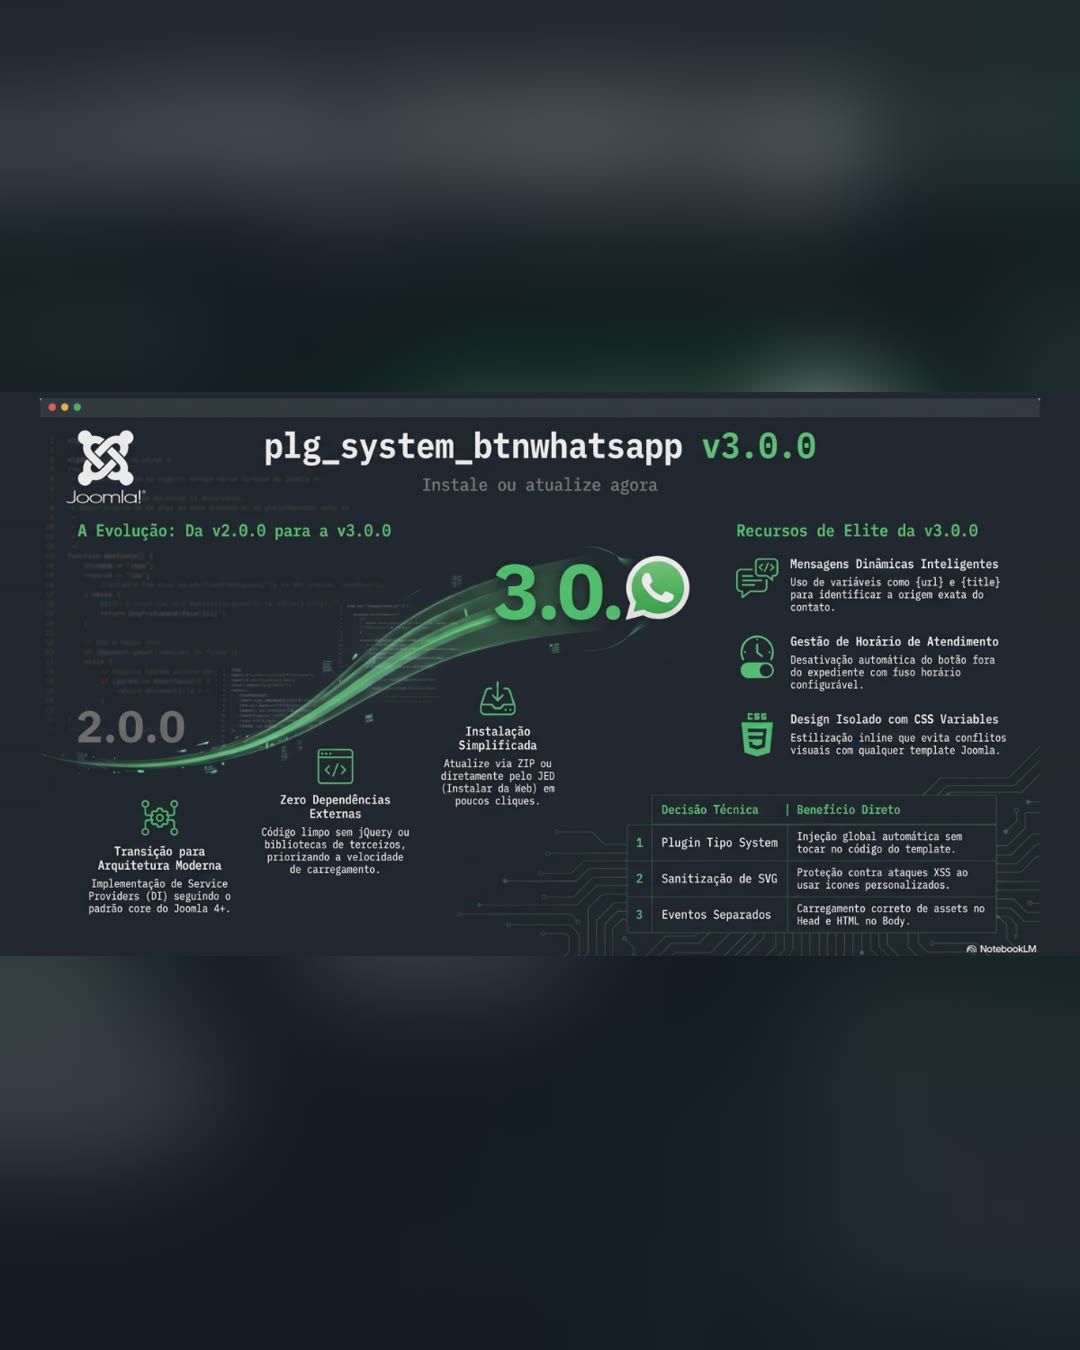 Joomla!
plg_system_btnwhatsapp v3.0.0
Instale ou atualize agora
A Evolução: Da v2.0.0 para a v3.0.0
2.0.0
3.0.
Transição para
Arquitetura Moderna
Implementação de Service
Providers (DI) seguindo o
padrão core do Joomla 4+.
Zero Dependências
Externas
Código limpo sem jQuery ou
bibliotecas de terceizos,
priorizando a velocidade
de carregamento.
Instalação
Simplificada
Atualize via ZIP ou
diretamente pelo JED
(Instalar da Web) em
poucos cliques.
Recursos de Elite da v3.0.0
Mensagens Dinâmicas Inteligentes
Uso de variáveis como {url} e {title}
para identificar a origem exata do
contato.
Gestão de Horário de Atendimento
Desativação automática do botão fora
do expediente com fuso horário
configurável.
CSS
Design Isolado com CSS Variables
Estilização inline que evita conflitos
visuais com qualquer template Joomla.
Decisão Técnica | Benefício Direto
1 Plugin Tipo System Injeção global automática sem
tocar no código do template.
2 Sanitização de SVG Proteção contra ataques XSS ao
usar ícones personalizados.
3 Eventos Separados Carregamento correto de assets no
Head e HTML no Body.
NotebookLM